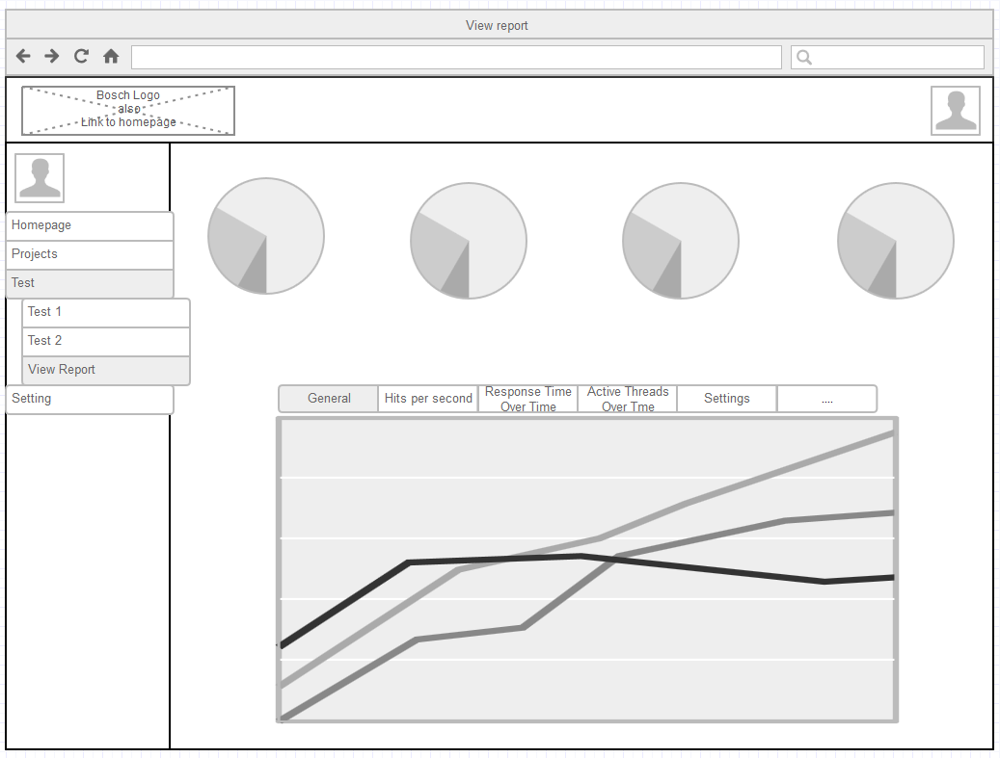 View report
Bosch Logo
also
Link to homepage
Homepage
Projects
Test
Test 1
Test 2
View Report
Setting
General
Hits per second
Response Time
Over Time
Active Threads
Over Tme
Settings
....